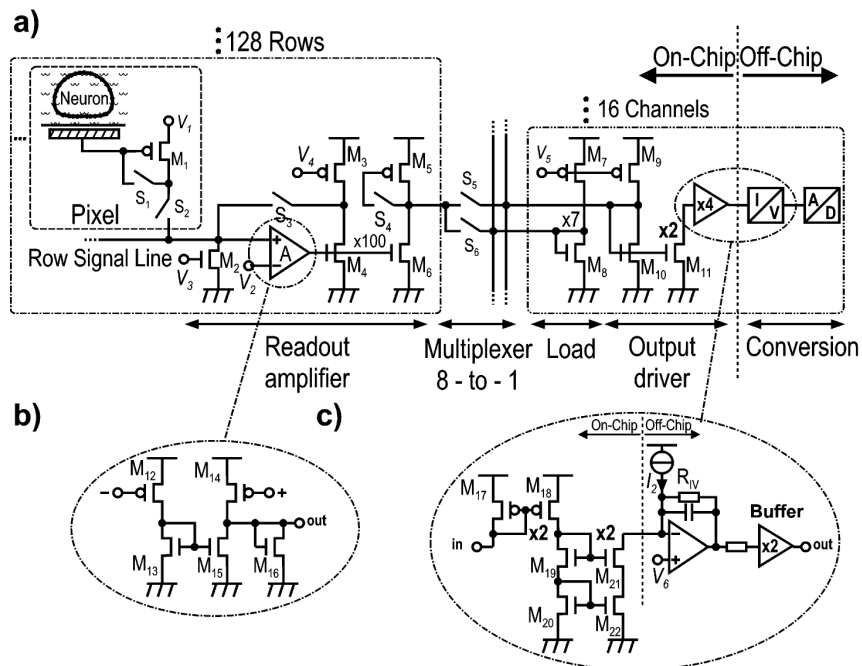 a)
128 Rows
On-Chip Off-Chip
Neuron
16 Channels
V1
V4
M3
M5
V5
M7
M9
M1
S1
S2
S3
S4
S5
S6
Pixel
x7
x2
x4
I
V
A
D
x100
Row Signal Line
M2
V3
V2
+
−
A
M4
M6
M8
M10
M11
Readout amplifier
Multiplexer 8 - to - 1
Load
Output driver
Conversion
b)
M12
M14
−
+
out
M13
M15
M16
c)
On-Chip Off-Chip
M17
M18
I2
RIV
Buffer
in
x2
x2
−
+
V6
x2
out
M19
M21
M20
M22